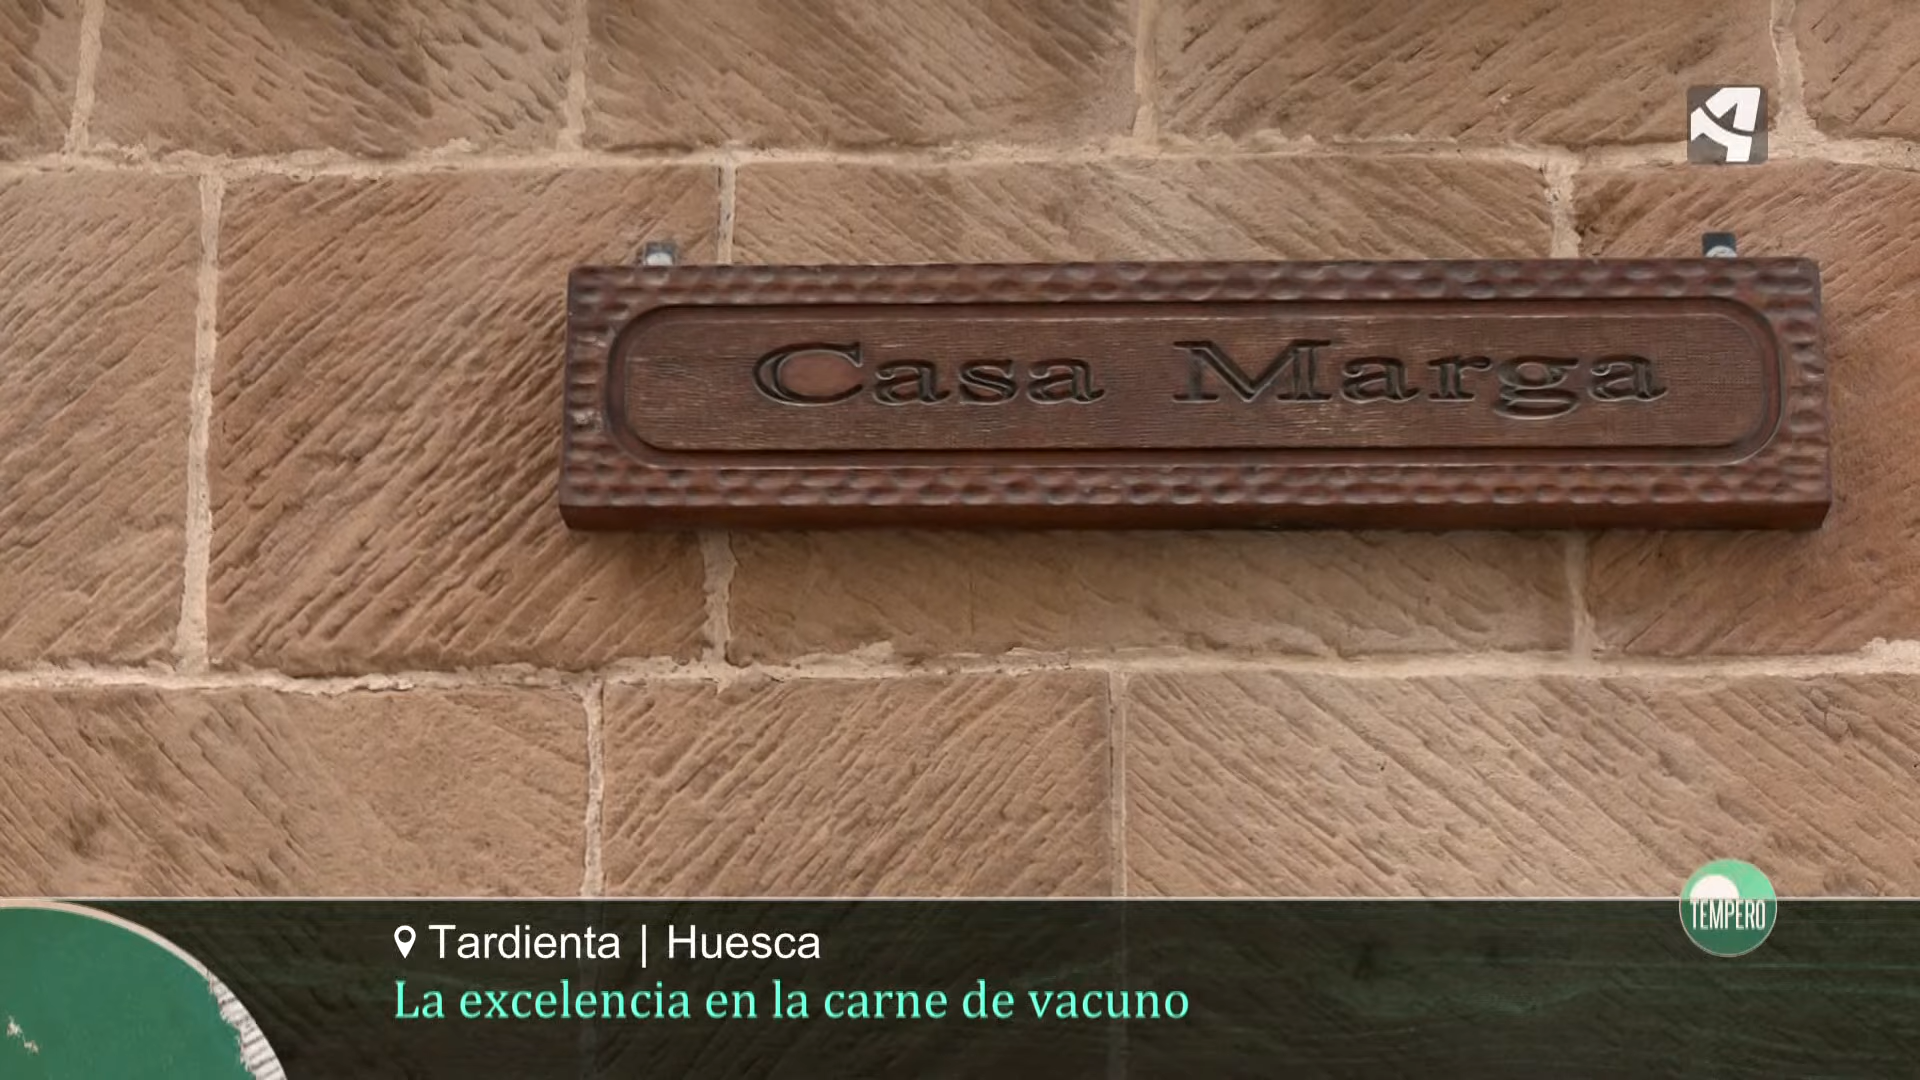 Casa Marga
TEMPERO
Tardienta | Huesca
La excelencia en la carne de vacuno